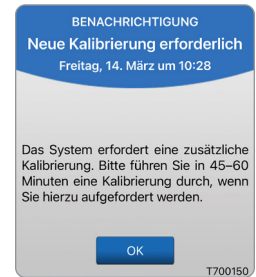 BENACHRICHTIGUNG
Neue Kalibrierung erforderlich
Freitag, 14. März um 10:28
Das System erfordert eine zusätzliche
Kalibrierung. Bitte führen Sie in 45–60
Minuten eine Kalibrierung durch, wenn
Sie hierzu aufgefordert werden.
OK
T700150